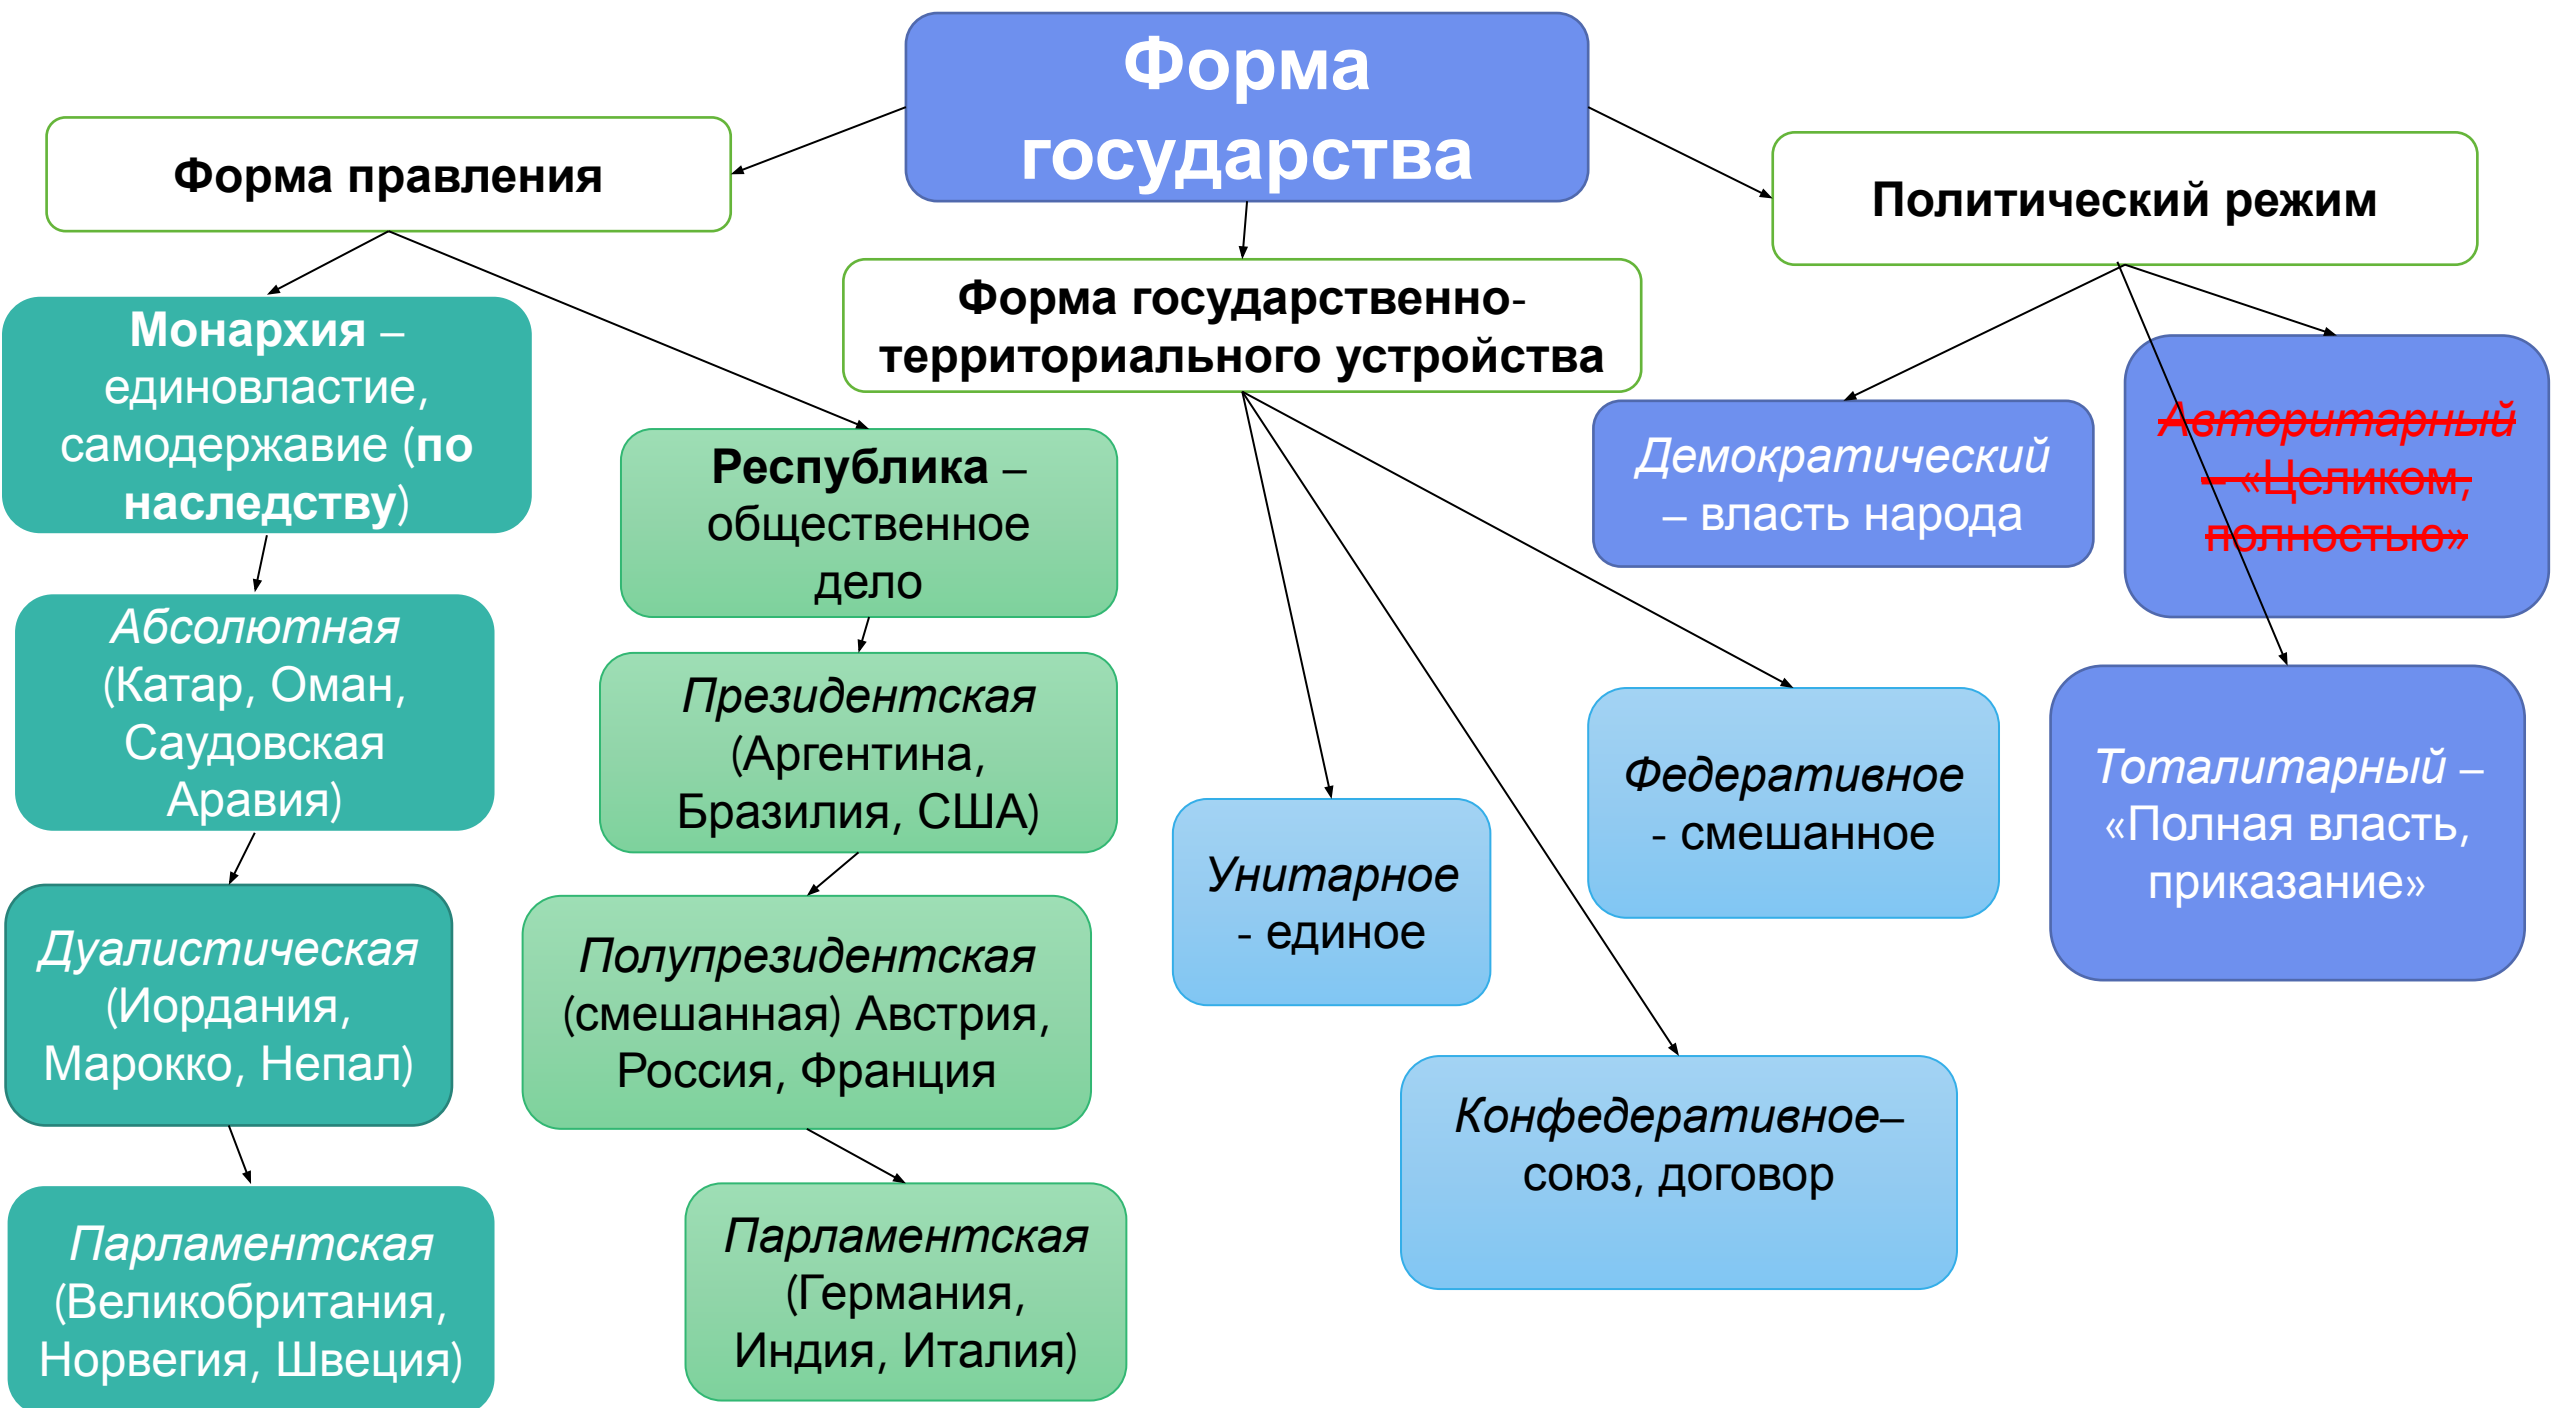 Форма
государства
Форма правления
Политический режим
Форма государственно-
территориального устройства
Монархия –
единовластие,
самодержавие (по
наследству)
Республика –
общественное
дело
Демократический
– власть народа
Авторитарный
– «Целиком,
полностью»
Абсолютная
(Катар, Оман,
Саудовская
Аравия)
Президентская
(Аргентина,
Бразилия, США)
Унитарное
- единое
Федеративное
- смешанное
Тоталитарный –
«Полная власть,
приказание»
Дуалистическая
(Иордания,
Марокко, Непал)
Полупрезидентская
(смешанная) Австрия,
Россия, Франция
Конфедеративное–
союз, договор
Парламентская
(Великобритания,
Норвегия, Швеция)
Парламентская
(Германия,
Индия, Италия)